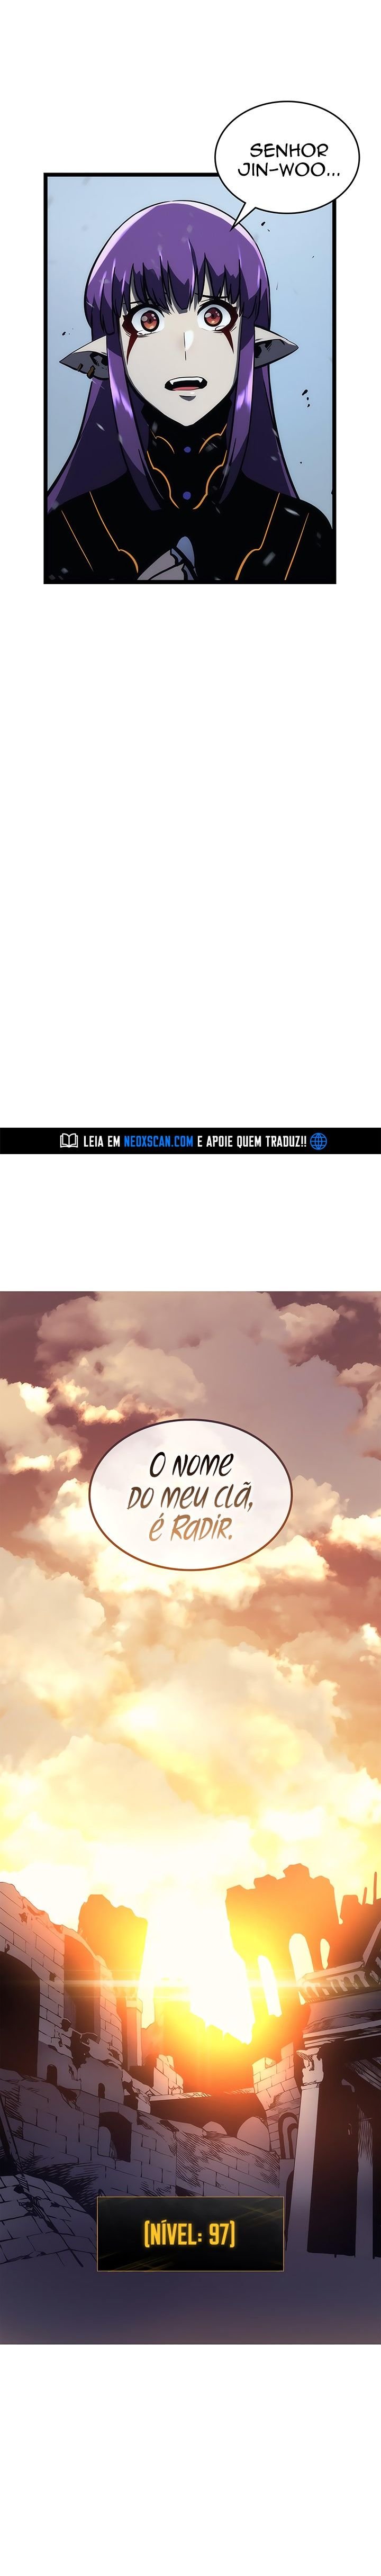 SENHOR
JIN-WOO...
LEIA EM NEOXSCAN.COM E APOIE QUEM TRADUZ!!
O NOME
DO MEU CLÃ,
É RADIR.
[NÍVEL: 97]